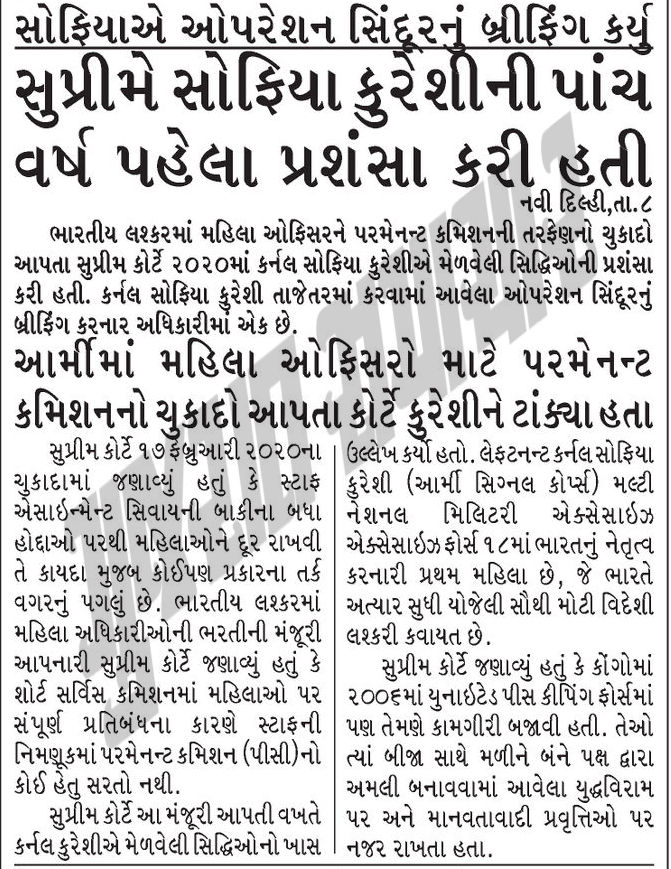 સોફિયાએ ઓપરેશન સિંદૂરનું બ્રીફિંગ કર્યુ
સુપ્રીમે સોફિયા કુરેશીની પાંચ
વર્ષ પહેલા પ્રશંસા કરી હતી
નવી દિલ્હી,તા.૮
ભારતીય લશ્કરમાં મહિલા ઓફિસરને પરમેનન્ટ કમિશનની તરફેણનો ચુકાદો
આપતા સુપ્રીમ કોર્ટે ૨૦૨૦માં કર્નલ સોફિયા કુરેશીએ મેળવેલી સિદ્ધિઓની પ્રશંસા
કરી હતી. કર્નલ સોફિયા કુરેશી તાજેતરમાં કરવામાં આવેલા ઓપરેશન સિંદૂરનું
બ્રીફિંગ કરનાર અધિકારીમાં એક છે.
આર્મીમાં મહિલા ઓફિસરો માટે પરમેનન્ટ
કમિશનનો ચુકાદો આપતા કોર્ટે કુરેશીને ટાંક્યા હતા
સુપ્રીમ કોર્ટે ૧૭ ફેબ્રુઆરી ૨૦૨૦ના
ચુકાદામાં જણાવ્યું હતું કે સ્ટાફ
એસાઇન્મેન્ટ સિવાયની બાકીના બધા
હોદ્દાઓ પરથી મહિલાઓને દૂર રાખવી
તે કાયદા મુજબ કોઈપણ પ્રકારના તર્ક
વગરનું પગલું છે. ભારતીય લશ્કરમાં
મહિલા અધિકારીઓની ભરતીની મંજૂરી
આપનારી સુપ્રીમ કોર્ટે જણાવ્યું હતું કે
શોર્ટ સર્વિસ કમિશનમાં મહિલાઓ પર
સંપૂર્ણ પ્રતિબંધના કારણે સ્ટાફની
નિમણૂકમાં પરમેનન્ટ કમિશન (પીસી)નો
કોઈ હેતુ સરતો નથી.
સુપ્રીમ કોર્ટે આ મંજૂરી આપતી વખતે
કર્નલ કુરેશીએ મેળવેલી સિદ્ધિઓનો ખાસ
ઉલ્લેખ કર્યો હતો. લેફટનન્ટ કર્નલ સોફિયા
કુરેશી (આર્મી સિગ્નલ કોર્પ્સ) મલ્ટી
નેશનલ મિલિટરી એક્સેસાઇઝ
એક્સેસાઇઝ ફોર્સ ૧૮માં ભારતનું નેતૃત્વ
કરનારી પ્રથમ મહિલા છે, જે ભારતે
અત્યાર સુધી યોજેલી સૌથી મોટી વિદેશી
લશ્કરી કવાયત છે.
સુપ્રીમ કોર્ટે જણાવ્યું હતું કે કોંગોમાં
૨૦૦૬માં યુનાઇટેડ પીસ કીપિંગ ફોર્સમાં
પણ તેમણે કામગીરી બજાવી હતી. તેઓ
ત્યાં બીજા સાથે મળીને બંને પક્ષ દ્વારા
અમલી બનાવવામાં આવેલા યુદ્ધવિરામ
પર અને માનવતાવાદી પ્રવૃત્તિઓ પર
નજર રાખતા હતા.